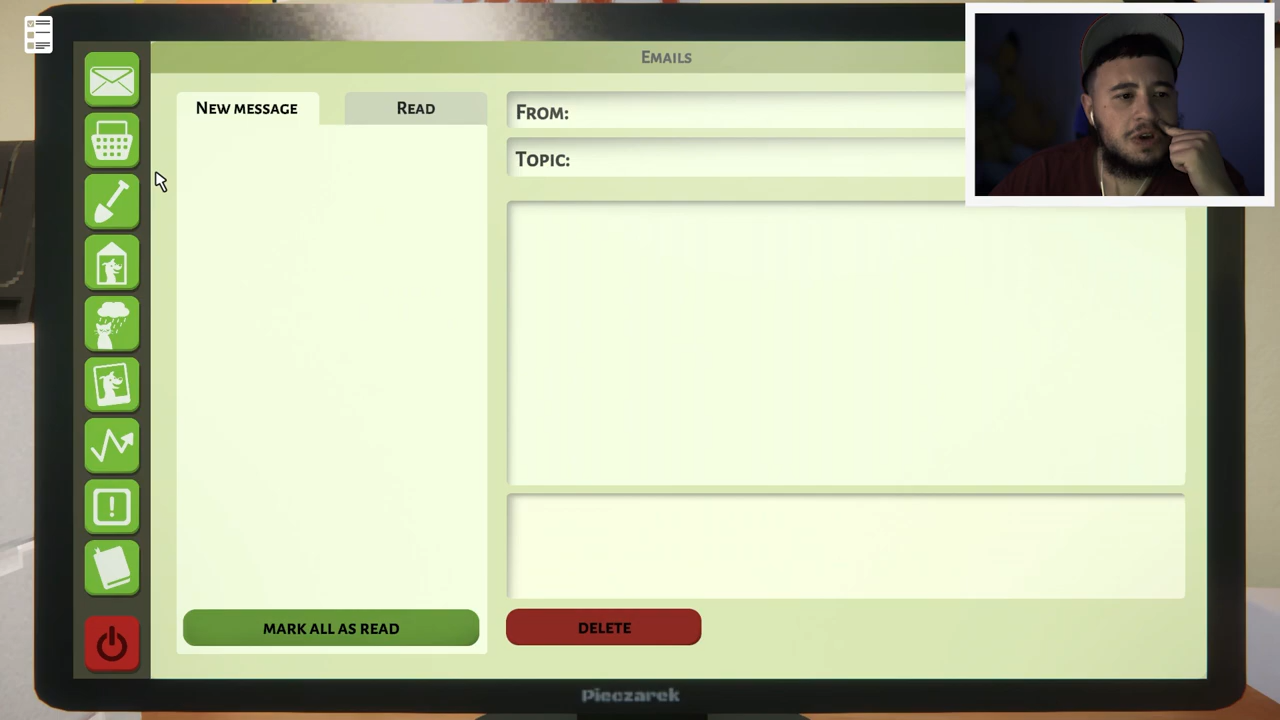 Emails
New message
Read
From:
Topic:
Mark all as read
Delete
Pieczarek